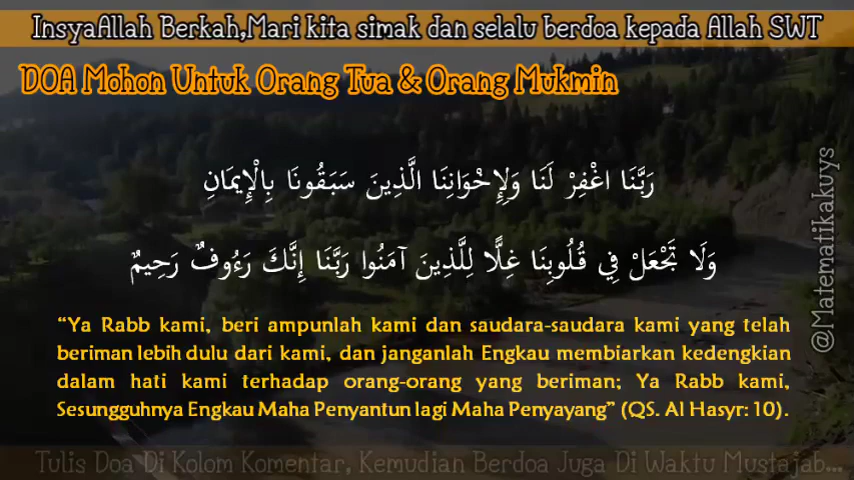 InsyaAllah Berkah,Mari kita simak dan selalu berdoa kepada Allah SWT
DOA Mohon Untuk Orang Tua & Orang Mukmin
رَبَّنَا اغْفِرْ لَنَا وَلِإِخْوَانِنَا الَّذِينَ سَبَقُونَا بِالْإِيمَانِ
وَلَا تَجْعَلْ فِي قُلُوبِنَا غِلًّا لِلَّذِينَ آمَنُوا رَبَّنَا إِنَّكَ رَءُوفٌ رَحِيمٌ
“Ya Rabb kami, beri ampunlah kami dan saudara-saudara kami yang telah
beriman lebih dulu dari kami, dan janganlah Engkau membiarkan kedengkian
dalam hati kami terhadap orang-orang yang beriman; Ya Rabb kami,
Sesungguhnya Engkau Maha Penyantun lagi Maha Penyayang” (QS. Al Hasyr: 10).
@Matematikakuys
Tulis Doa Di Kolom Komentar, Kemudian Berdoa Juga Di Waktu Mustajab...